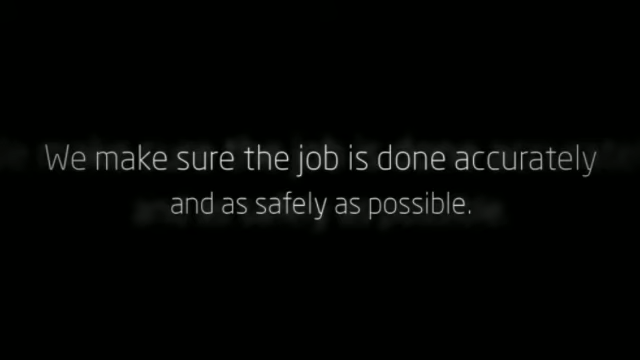 We make sure the job is done accurately
and as safely as possible.